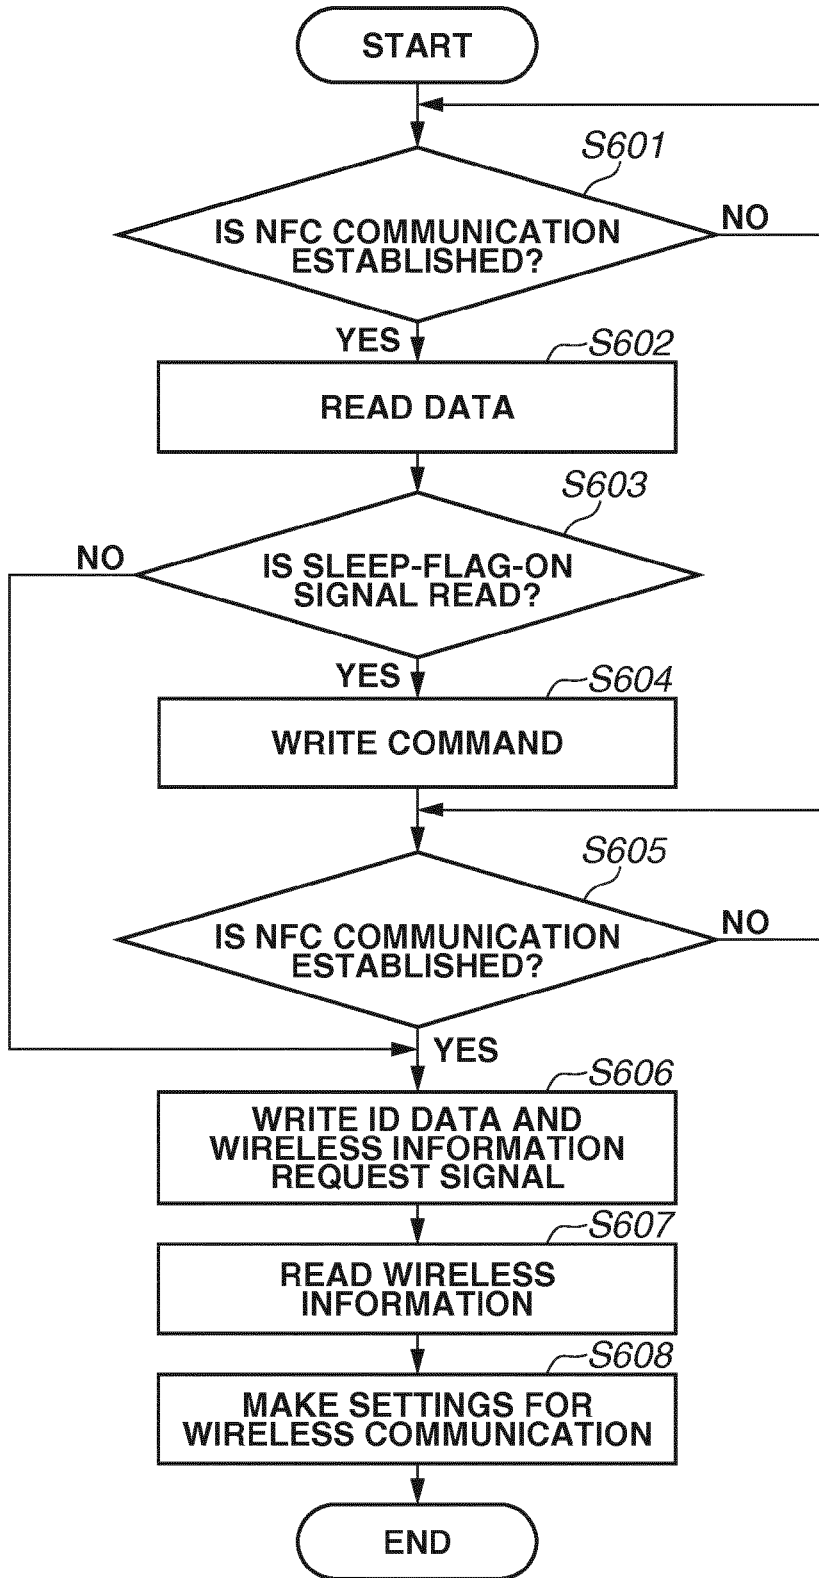 START
S601
IS NFC COMMUNICATION
ESTABLISHED?
NO
YES
S602
READ DATA
S603
NO
IS SLEEP-FLAG-ON
SIGNAL READ?
YES
S604
WRITE COMMAND
S605
IS NFC COMMUNICATION
ESTABLISHED?
NO
YES
S606
WRITE ID DATA AND
WIRELESS INFORMATION
REQUEST SIGNAL
S607
READ WIRELESS
INFORMATION
S608
MAKE SETTINGS FOR
WIRELESS COMMUNICATION
END